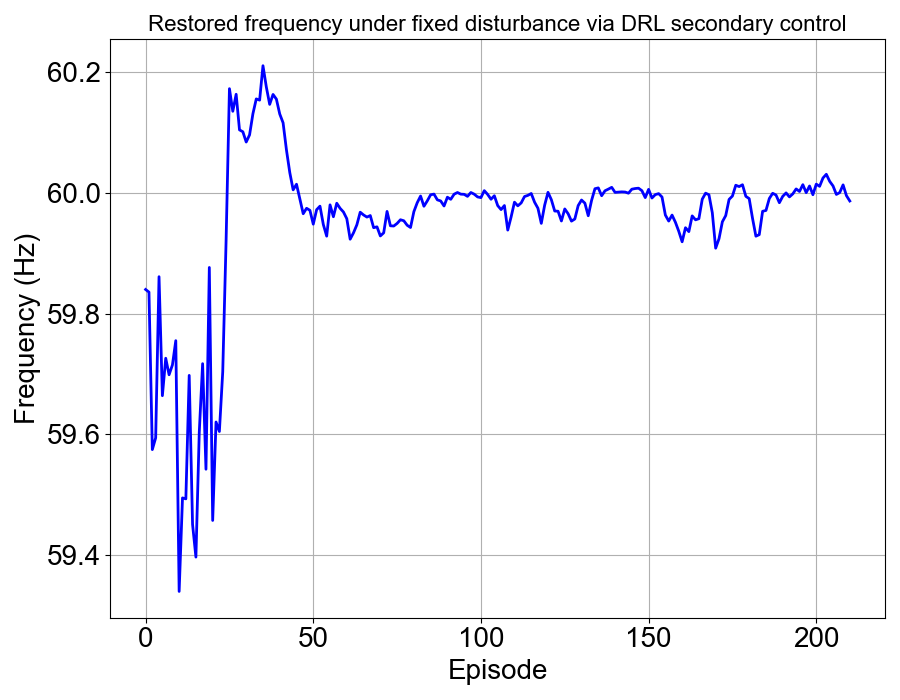 Restored frequency under fixed disturbance via DRL secondary control
60.2
60.0
59.8
59.6
59.4
Frequency (Hz)
0 50 100 150 200
Episode